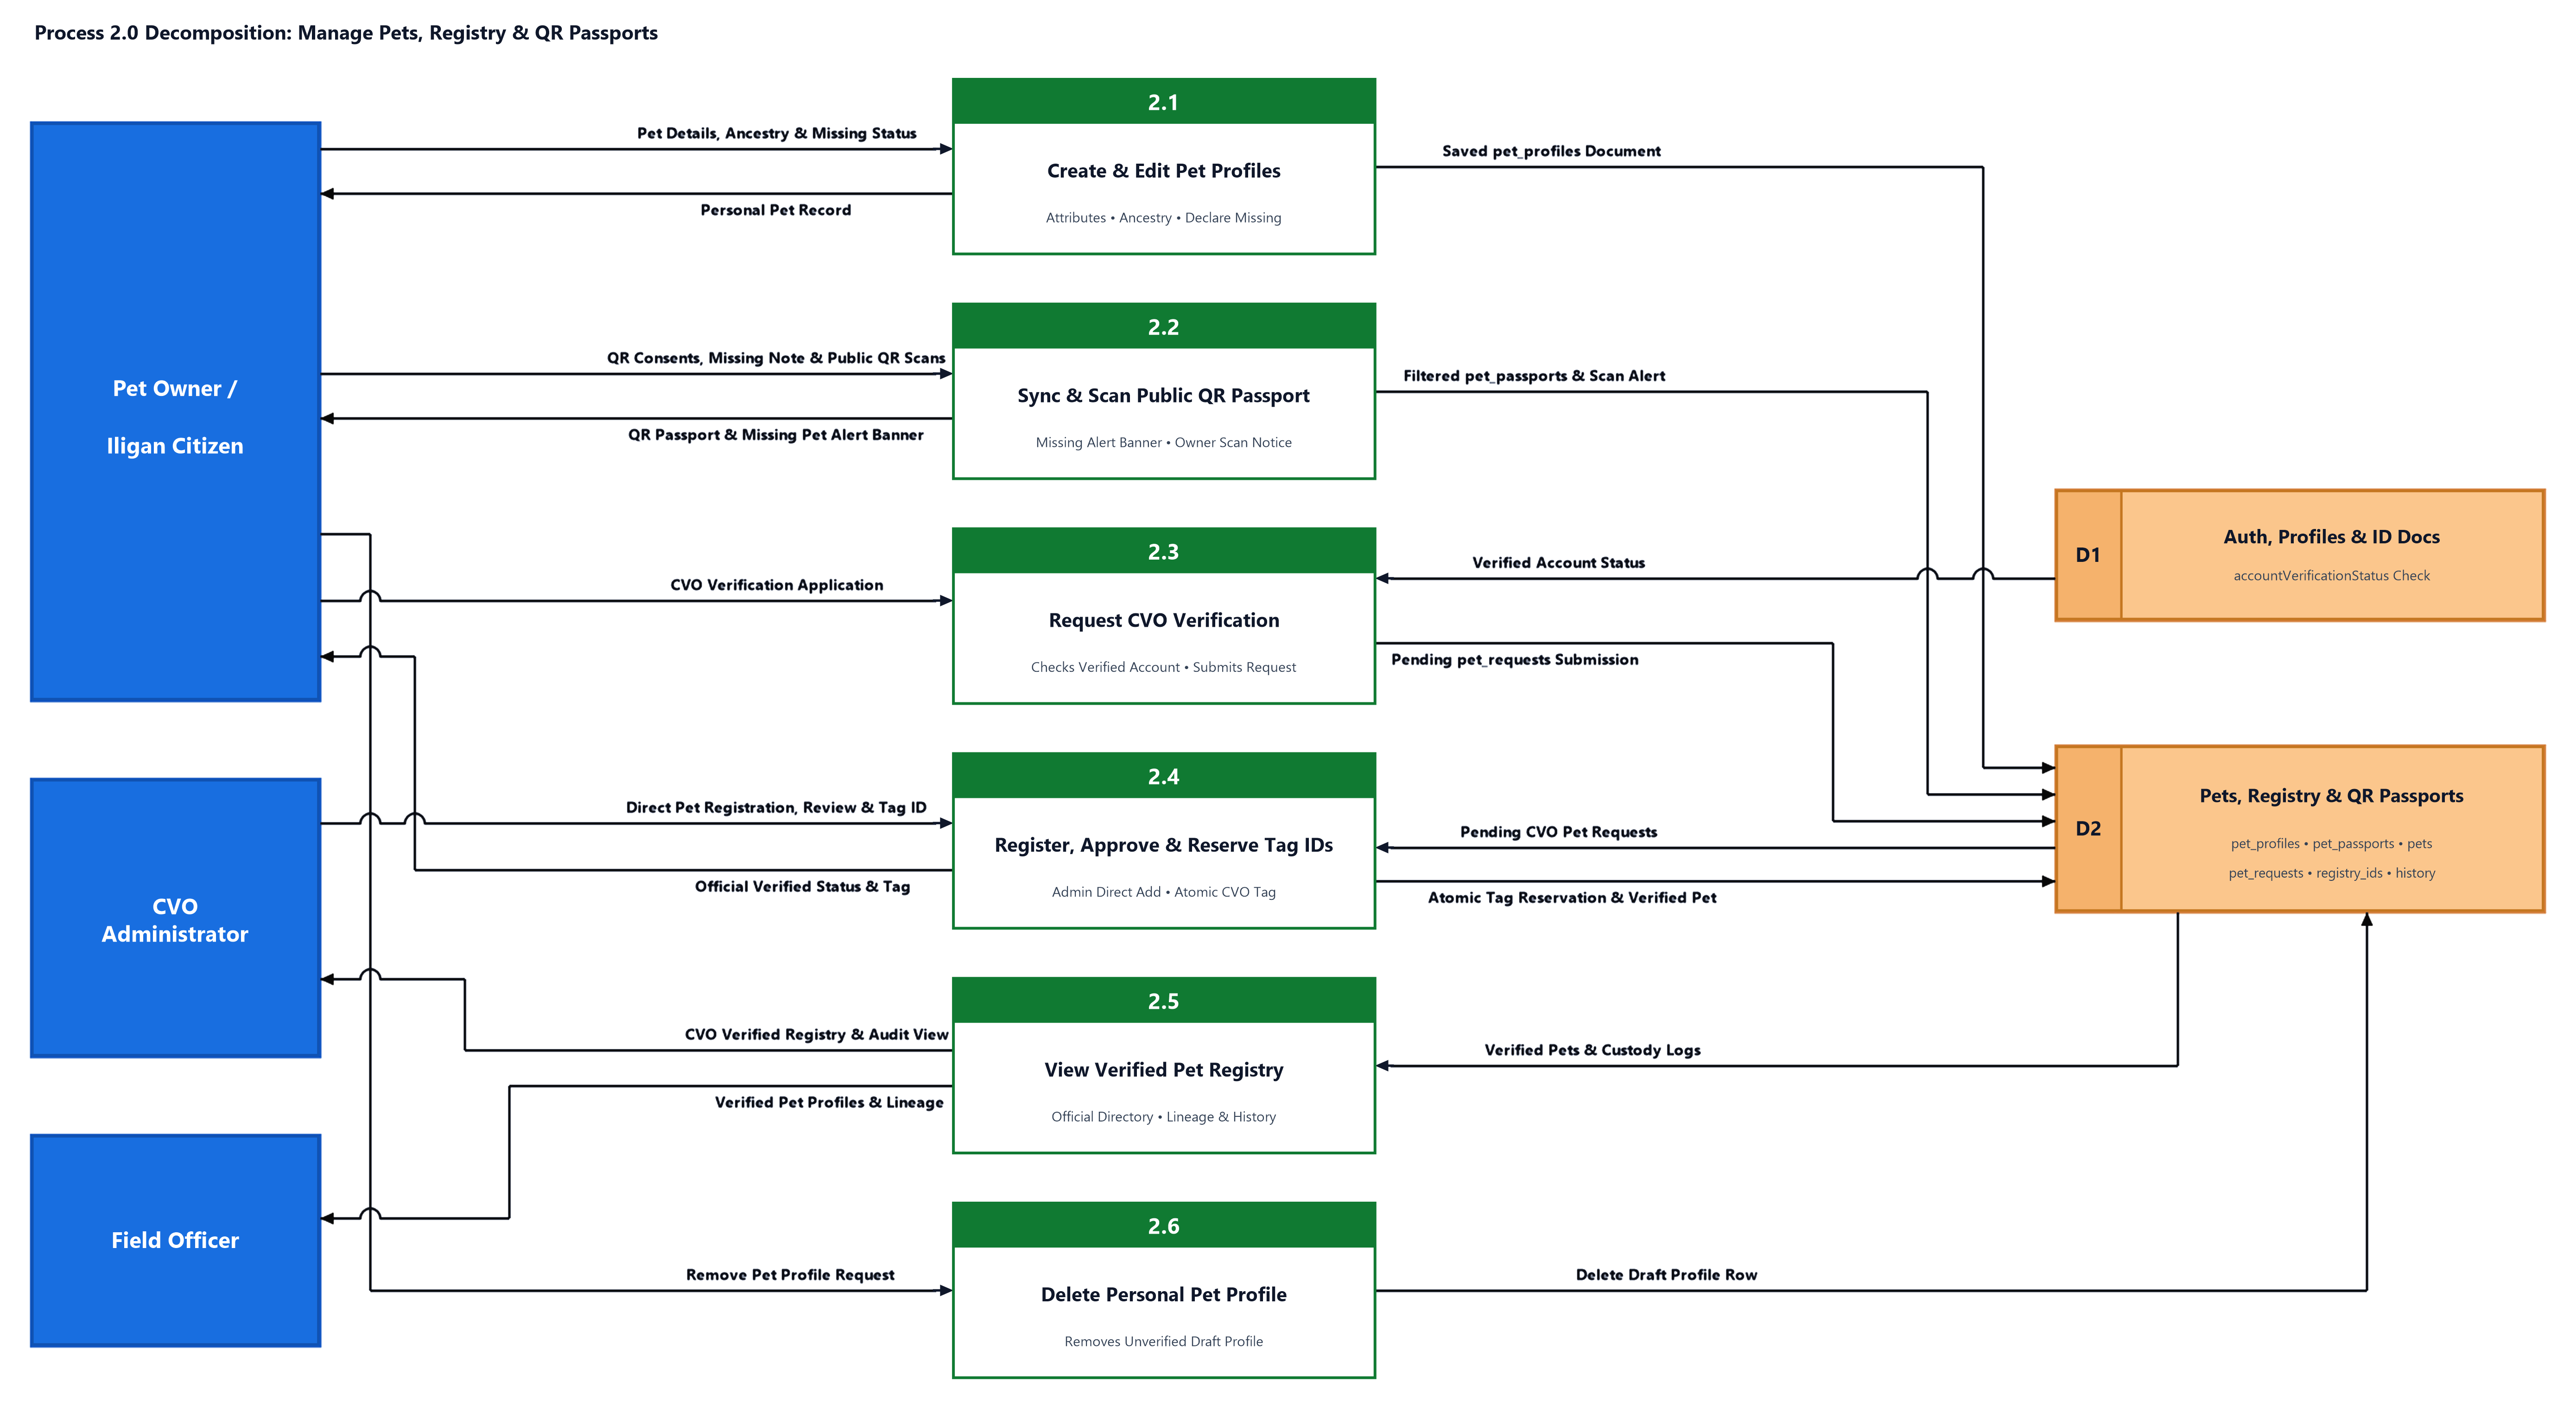 Process 2.0 Decomposition: Manage Pets, Registry & QR Passports
Pet Owner /
Iligan Citizen
CVO
Administrator
Field Officer
Pet Details, Ancestry & Missing Status
Personal Pet Record
QR Consents, Missing Note & Public QR Scans
QR Passport & Missing Pet Alert Banner
CVO Verification Application
Direct Pet Registration, Review & Tag ID
Official Verified Status & Tag
CVO Verified Registry & Audit View
Verified Pet Profiles & Lineage
Remove Pet Profile Request
2.1
Create & Edit Pet Profiles
Attributes • Ancestry • Declare Missing
2.2
Sync & Scan Public QR Passport
Missing Alert Banner • Owner Scan Notice
2.3
Request CVO Verification
Checks Verified Account • Submits Request
2.4
Register, Approve & Reserve Tag IDs
Admin Direct Add • Atomic CVO Tag
2.5
View Verified Pet Registry
Official Directory • Lineage & History
2.6
Delete Personal Pet Profile
Removes Unverified Draft Profile
Saved pet_profiles Document
Filtered pet_passports & Scan Alert
Verified Account Status
Pending pet_requests Submission
Pending CVO Pet Requests
Atomic Tag Reservation & Verified Pet
Verified Pets & Custody Logs
Delete Draft Profile Row
D1
Auth, Profiles & ID Docs
accountVerificationStatus Check
D2
Pets, Registry & QR Passports
pet_profiles • pet_passports • pets
pet_requests • registry_ids • history